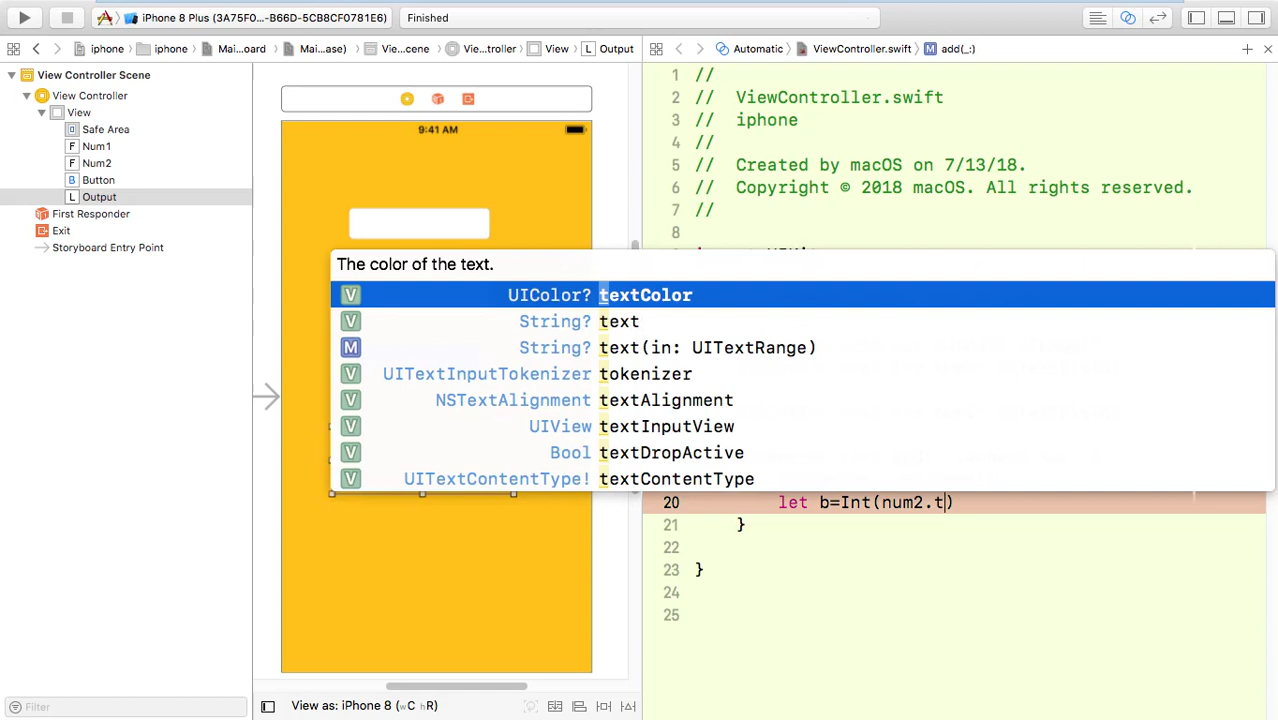 iPhone 8 Plus (3A75F0...-B66D-5CB8CF0781E6)
Finished
iphone
iphone
Mai...oard
Mai...ase)
Vie...cene
Vie...troller
View
L Output
Automatic
ViewController.swift
M add(_:)
View Controller Scene
View Controller
View
Safe Area
F Num1
F Num2
B Button
L Output
First Responder
Exit
Storyboard Entry Point
Filter
9:41 AM
View as: iPhone 8 (wC hR)
1 //
2 // ViewController.swift
3 // iphone
4 //
5 // Created by macOS on 7/13/18.
6 // Copyright © 2018 macOS. All rights reserved.
7 //
8
The color of the text.
V UIColor? textColor
V String? text
M String? text(in: UITextRange)
V UITextInputTokenizer tokenizer
V NSTextAlignment textAlignment
V UIView textInputView
V Bool textDropActive
V UITextContentType! textContentType
20 let b=Int(num2.t)
21 }
22
23 }
24
25